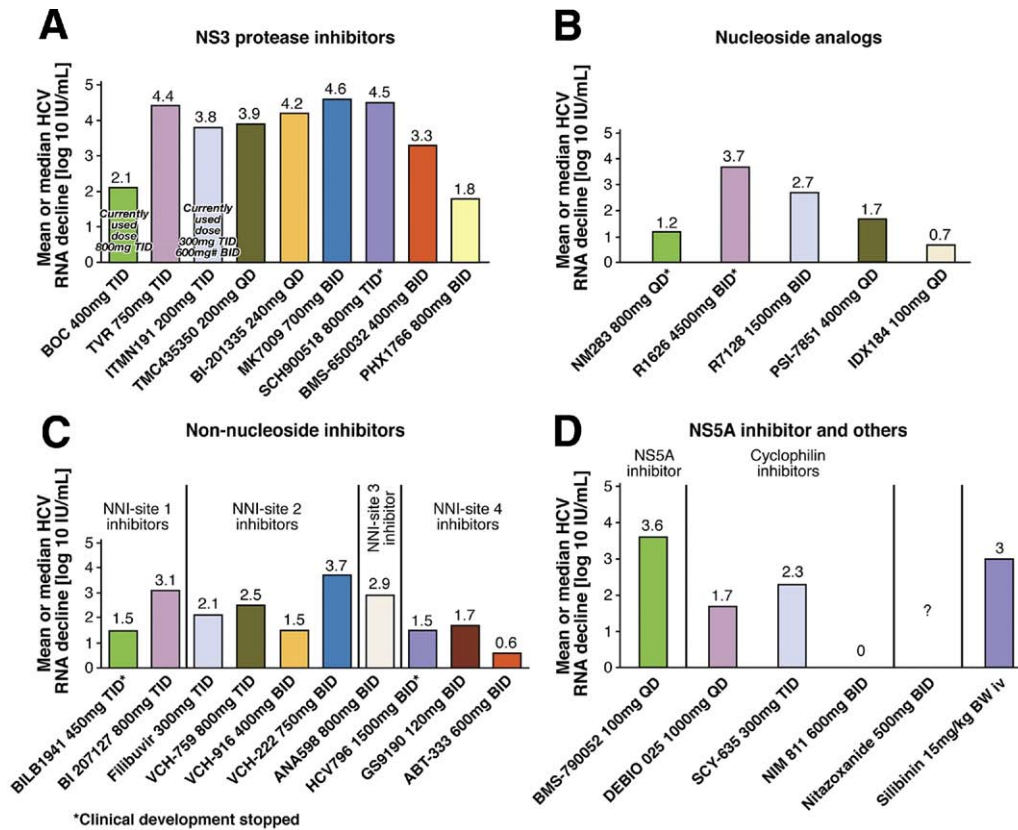 A
NS3 protease inhibitors
Mean or median HCV
RNA decline [log 10 IU/mL]
5
4
3
2
1
0
2.1
4.4
3.8
3.9
4.2
4.6
4.5
3.3
1.8
Currently
used
dose
800mg TID
Currently
used
dose
300mg TID
600mg# BID
BOC 400mg TID
TVR 750mg TID
ITMN191 200mg TID
TMC435350 200mg QD
BI-201335 240mg QD
MK7009 700mg BID
SCH900518 800mg TID*
BMS-650032 400mg BID
PHX1766 800mg BID
B
Nucleoside analogs
Mean or median HCV
RNA decline [log 10 IU/mL]
5
4
3
2
1
0
1.2
3.7
2.7
1.7
0.7
NM283 800mg QD*
R1626 4500mg BID*
R7128 1500mg BID
PSI-7851 400mg QD
IDX184 100mg QD
C
Non-nucleoside inhibitors
Mean or median HCV
RNA decline [log 10 IU/mL]
NNI-site 1
inhibitors
NNI-site 2
inhibitors
NNI-site 3
inhibitor
NNI-site 4
inhibitors
5
4
3
2
1
0
1.5
3.1
2.1
2.5
1.5
3.7
2.9
1.5
1.7
0.6
BILB1941 450mg TID*
BI 207127 800mg TID
Filibuvir 300mg TID
VCH-759 800mg TID
VCH-916 400mg BID
VCH-222 750mg BID
ANA598 800mg BID
HCV796 1500mg BID*
GS9190 120mg BID
ABT-333 600mg BID
D
NS5A inhibitor and others
Mean or median HCV
RNA decline [log 10 IU/mL]
NS5A
inhibitor
Cyclophilin
inhibitors
5
4
3
2
1
0
3.6
1.7
2.3
0
?
3
BMS-790052 100mg QD
DEBIO 025 1000mg QD
SCY-635 300mg TID
NIM 811 600mg BID
Nitazoxanide 500mg BID
Silibinin 15mg/kg BW iv
*Clinical development stopped